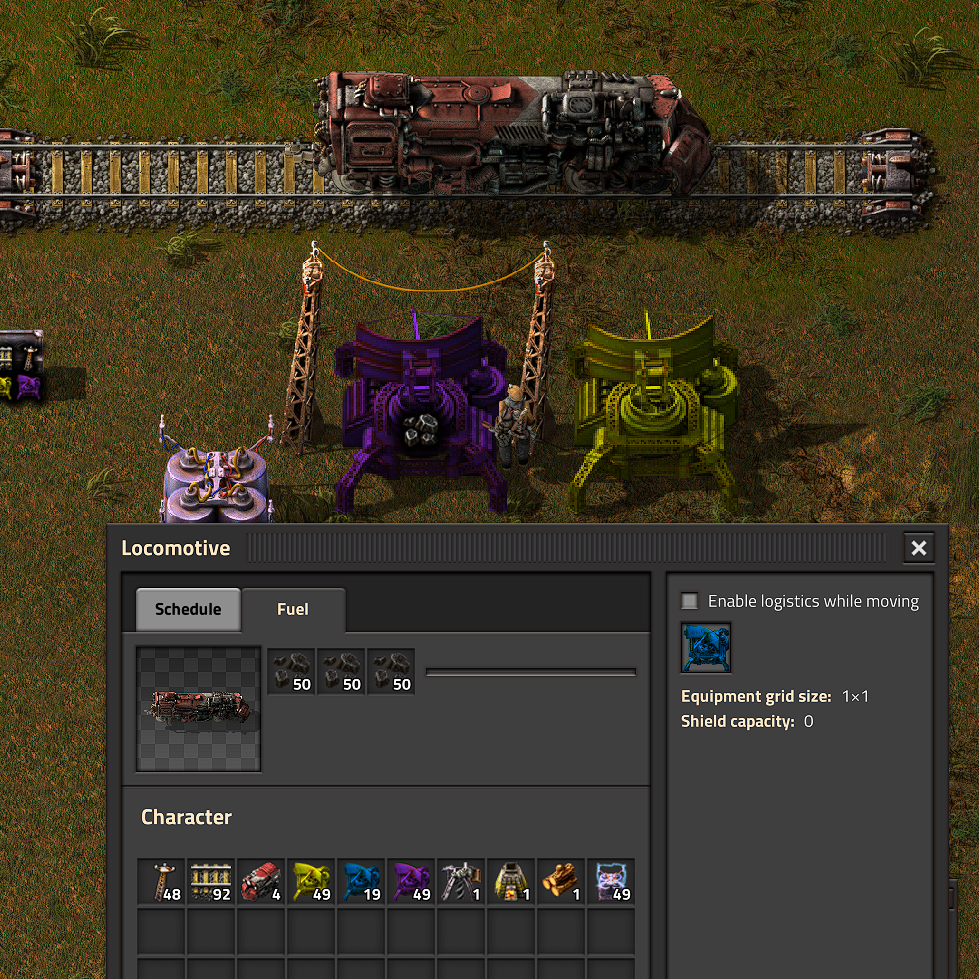 Locomotive
Schedule Fuel
Enable logistics while moving
50 50 50
Equipment grid size: 1×1
Shield capacity: 0
Character
48 92 4 49 19 49 1 1 1 49